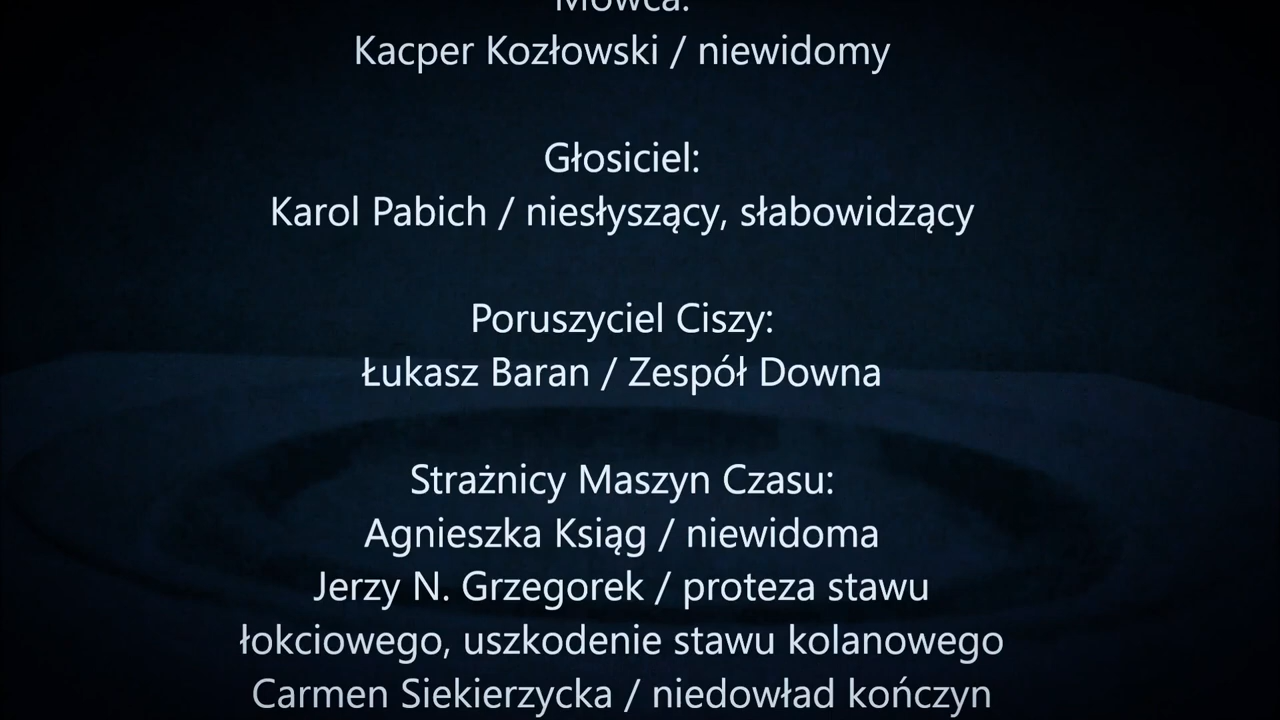 Mówca:
Kacper Kozłowski / niewidomy
Głosiciel:
Karol Pabich / niesłyszący, słabowidzący
Poruszyciel Ciszy:
Łukasz Baran / Zespół Downa
Strażnicy Maszyn Czasu:
Agnieszka Ksiąg / niewidoma
Jerzy N. Grzegorek / proteza stawu
łokciowego, uszkodenie stawu kolanowego
Carmen Siekierzycka / niedowład kończyn